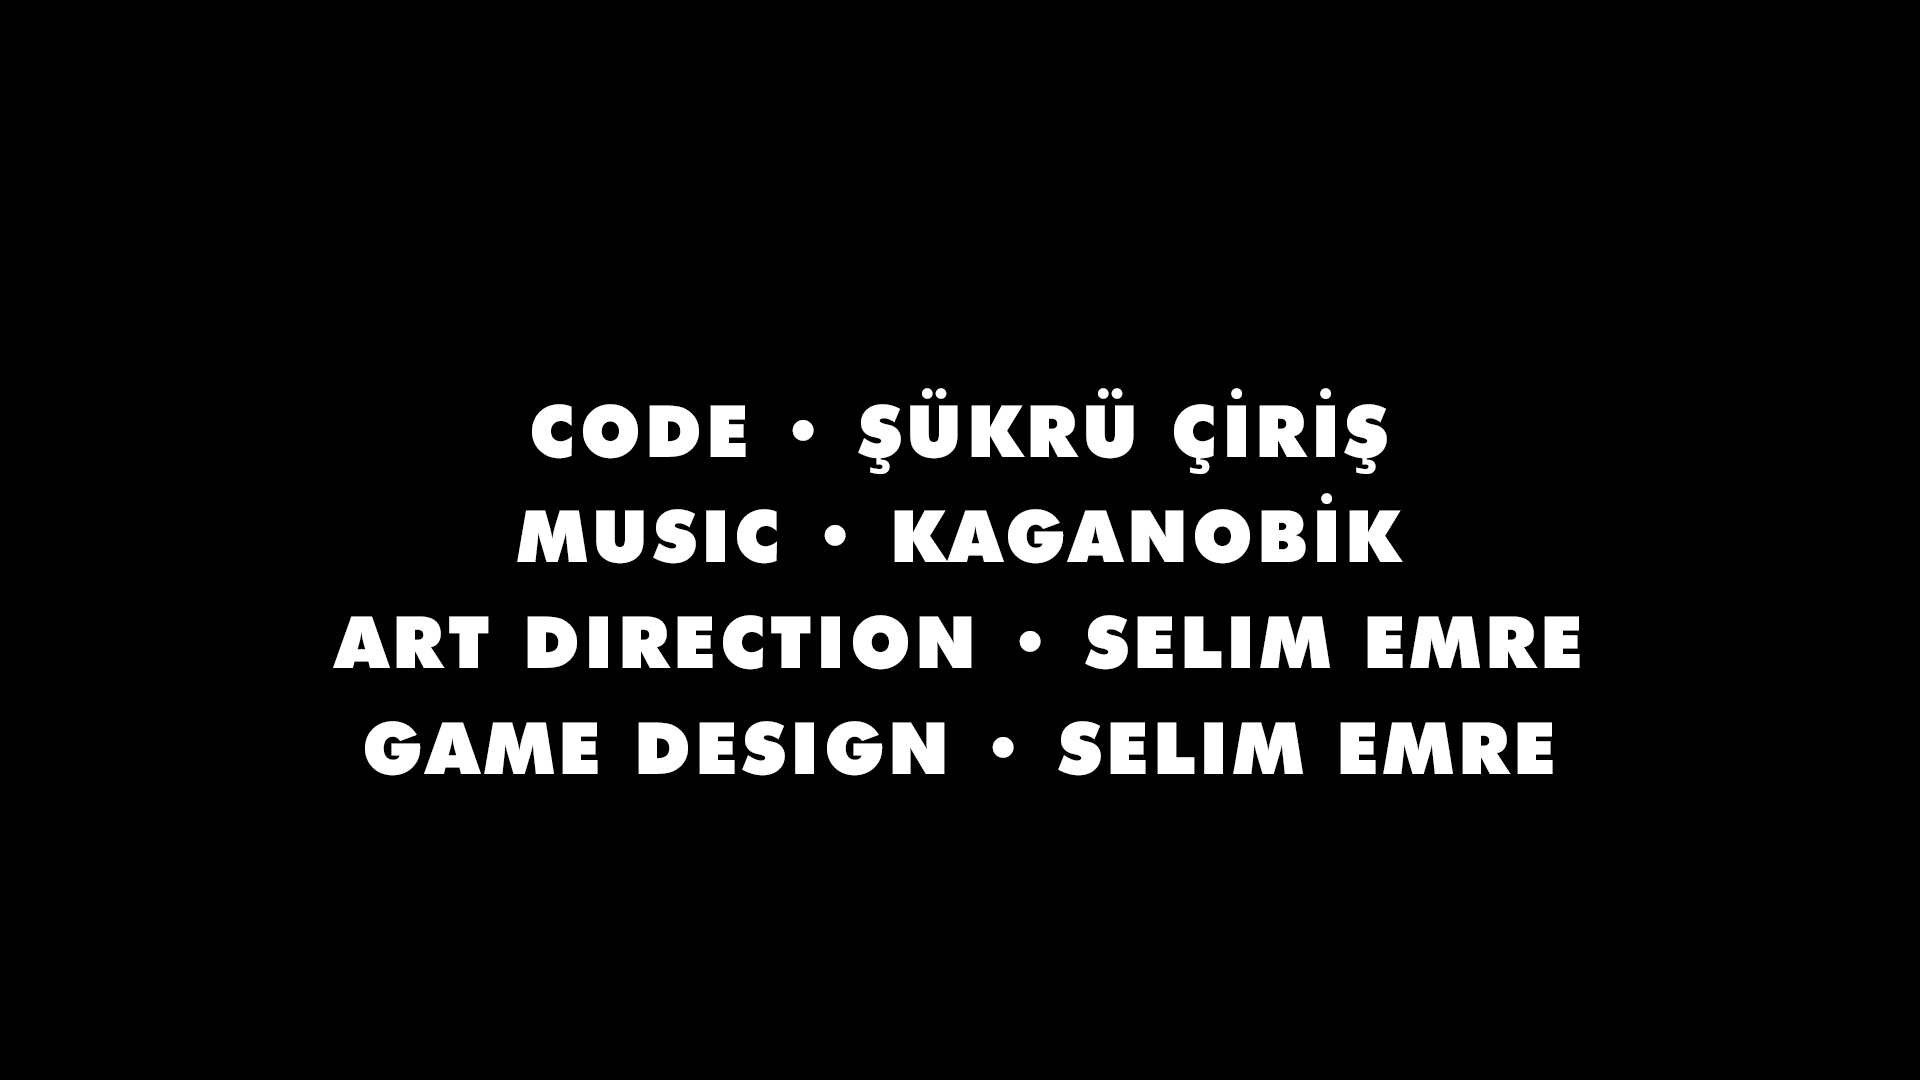 CODE • ŞÜKRÜ ÇİRİŞ
MUSIC • KAGANOBİK
ART DIRECTION • SELIM EMRE
GAME DESIGN • SELIM EMRE